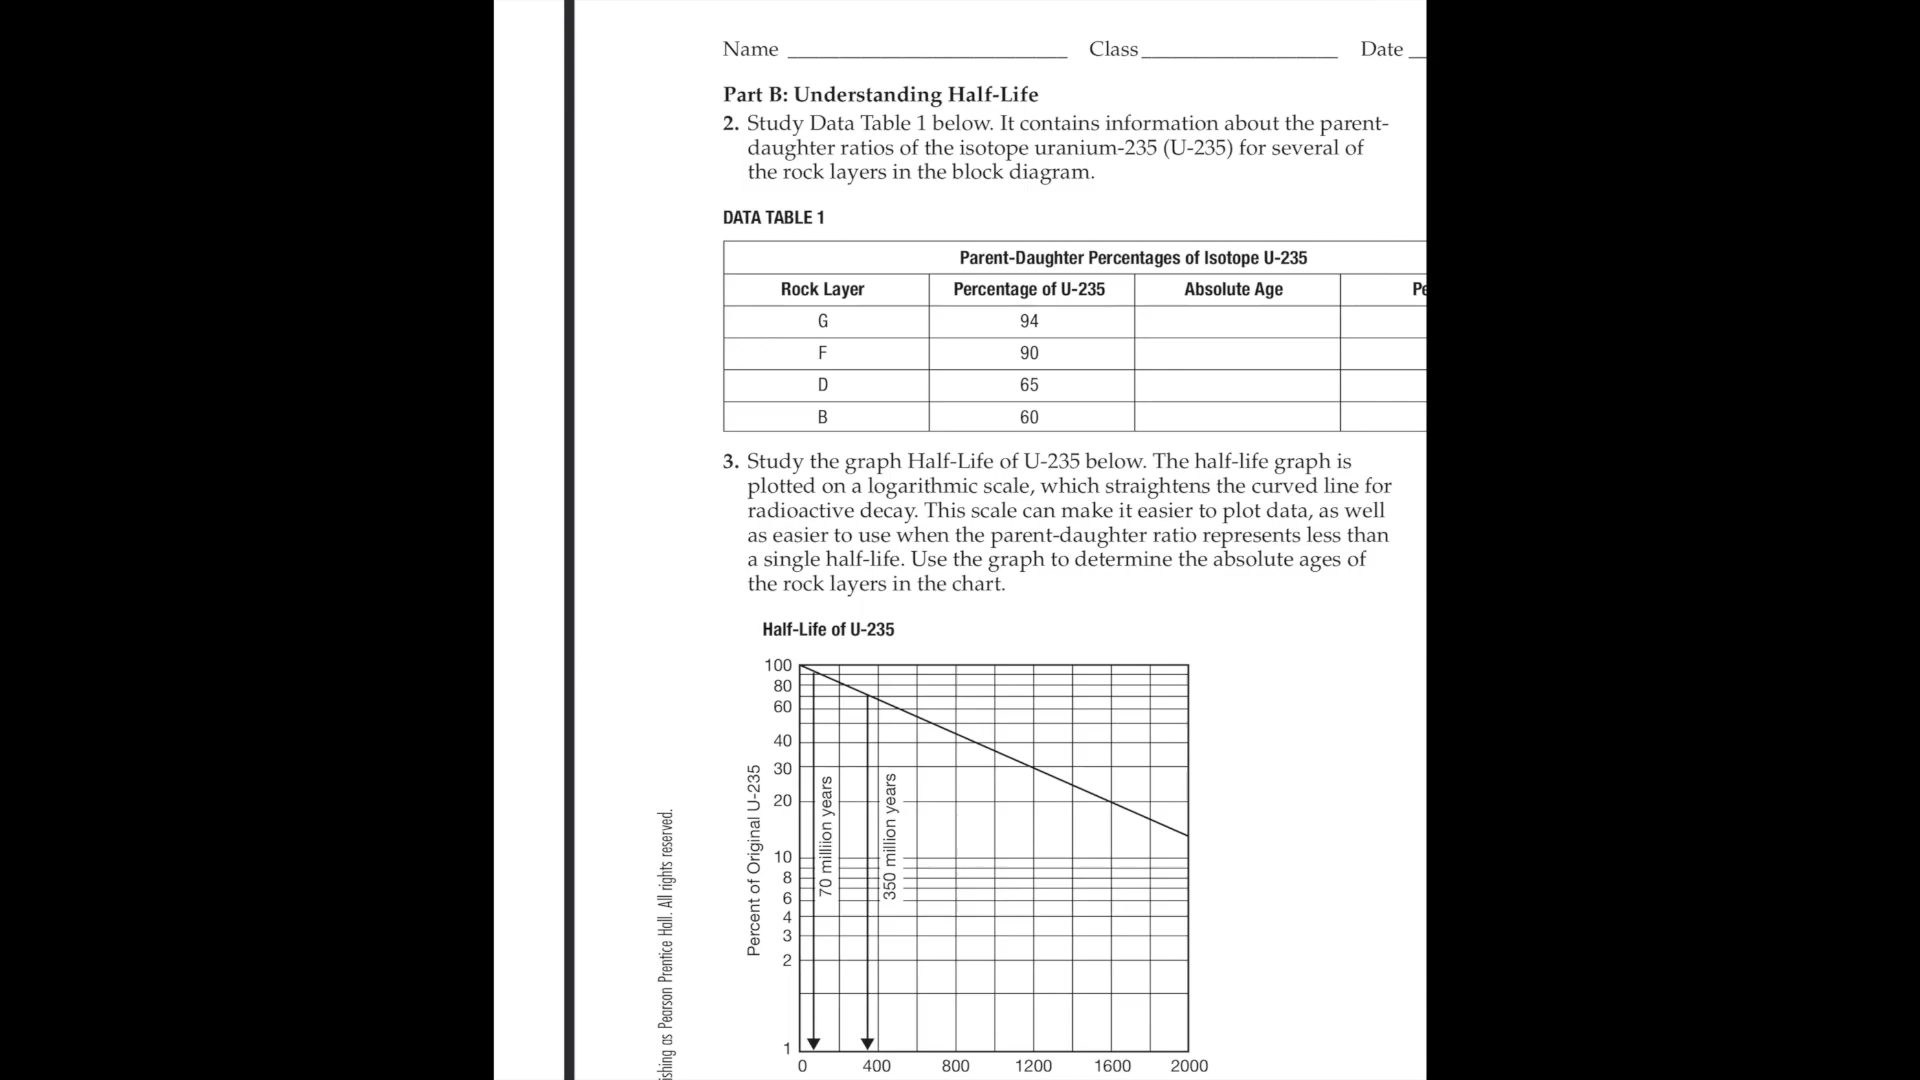 Name Class Date
Part B: Understanding Half-Life
2. Study Data Table 1 below. It contains information about the parent-
daughter ratios of the isotope uranium-235 (U-235) for several of
the rock layers in the block diagram.
DATA TABLE 1
Parent-Daughter Percentages of Isotope U-235
Rock Layer Percentage of U-235 Absolute Age
G 94
F 90
D 65
B 60
3. Study the graph Half-Life of U-235 below. The half-life graph is
plotted on a logarithmic scale, which straightens the curved line for
radioactive decay. This scale can make it easier to plot data, as well
as easier to use when the parent-daughter ratio represents less than
a single half-life. Use the graph to determine the absolute ages of
the rock layers in the chart.
Half-Life of U-235
Percent of Original U-235
100
80
60
40
30
20
10
8
6
4
3
2
1
70 milliion years
350 million years
0 400 800 1200 1600 2000
as Pearson Prentice Hall. All rights reserved.